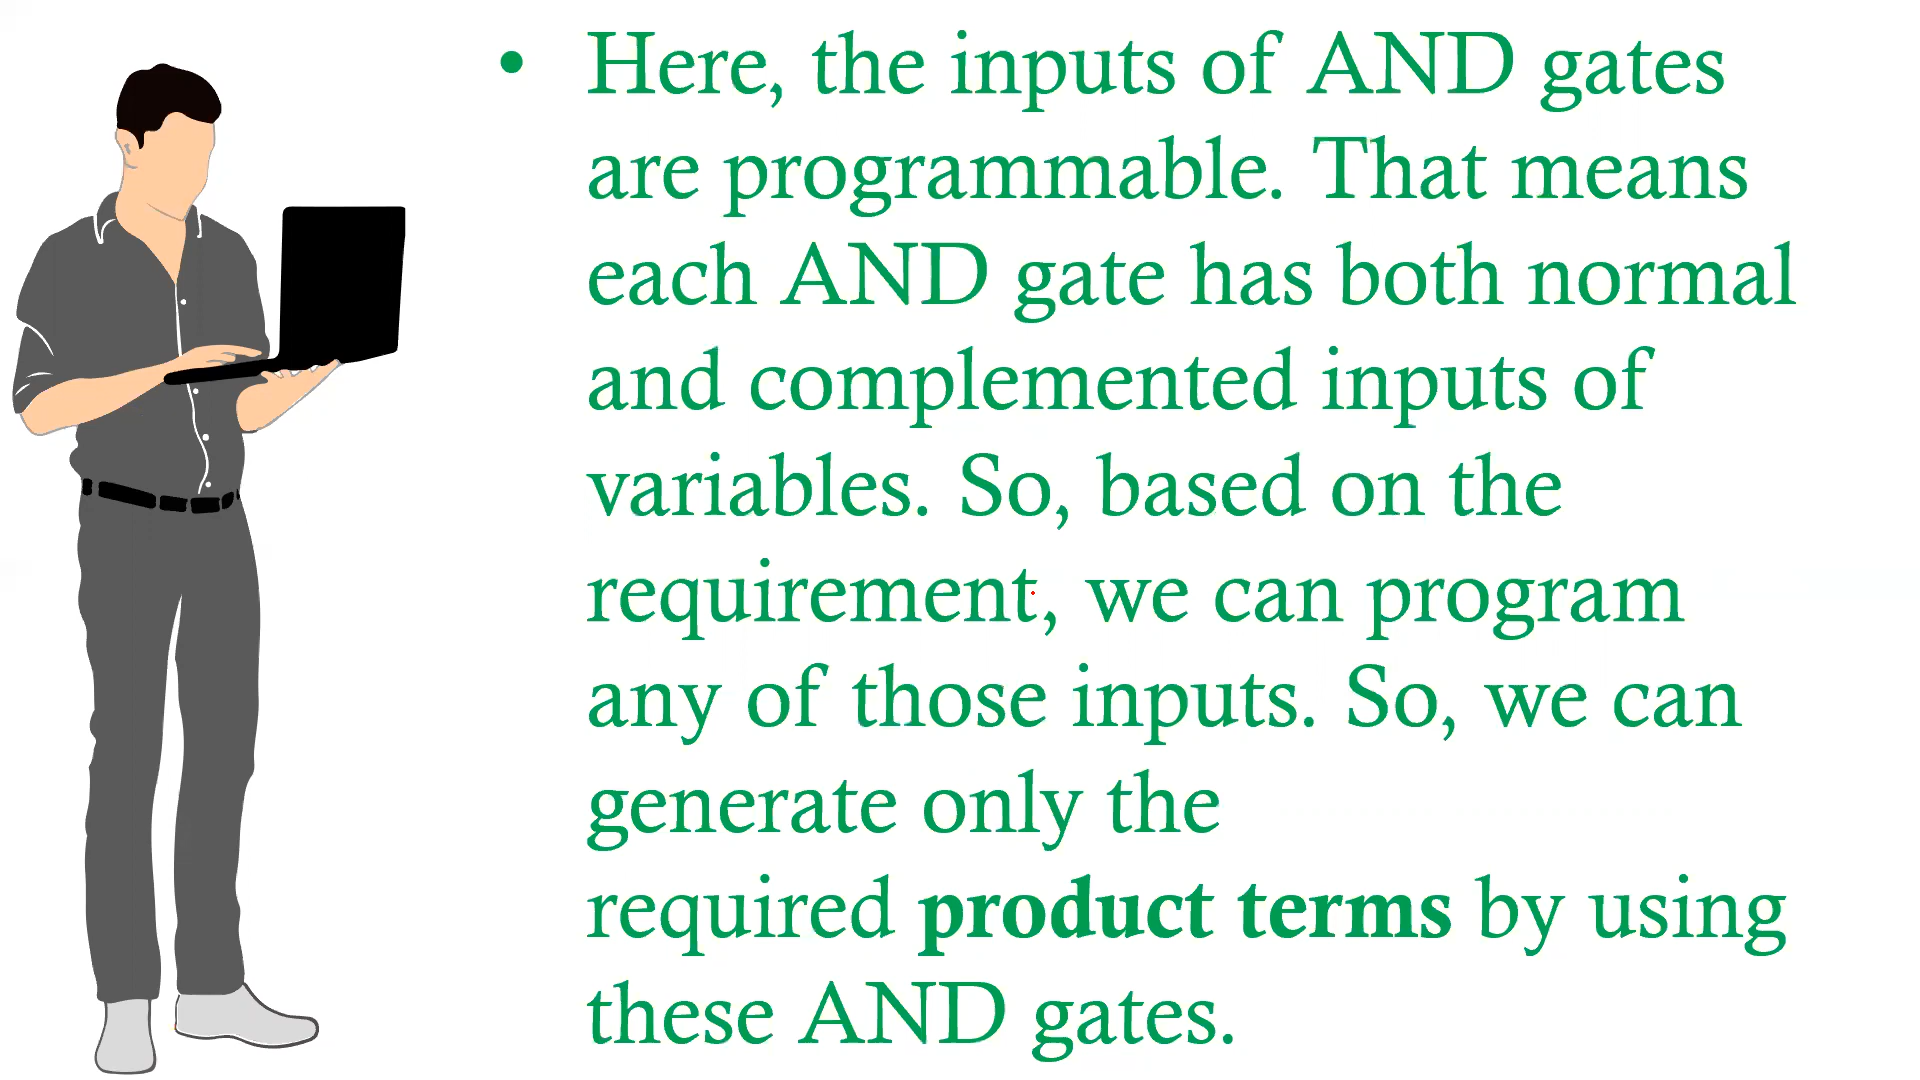 • Here, the inputs of AND gates
are programmable. That means
each AND gate has both normal
and complemented inputs of
variables. So, based on the
requirement, we can program
any of those inputs. So, we can
generate only the
required product terms by using
these AND gates.